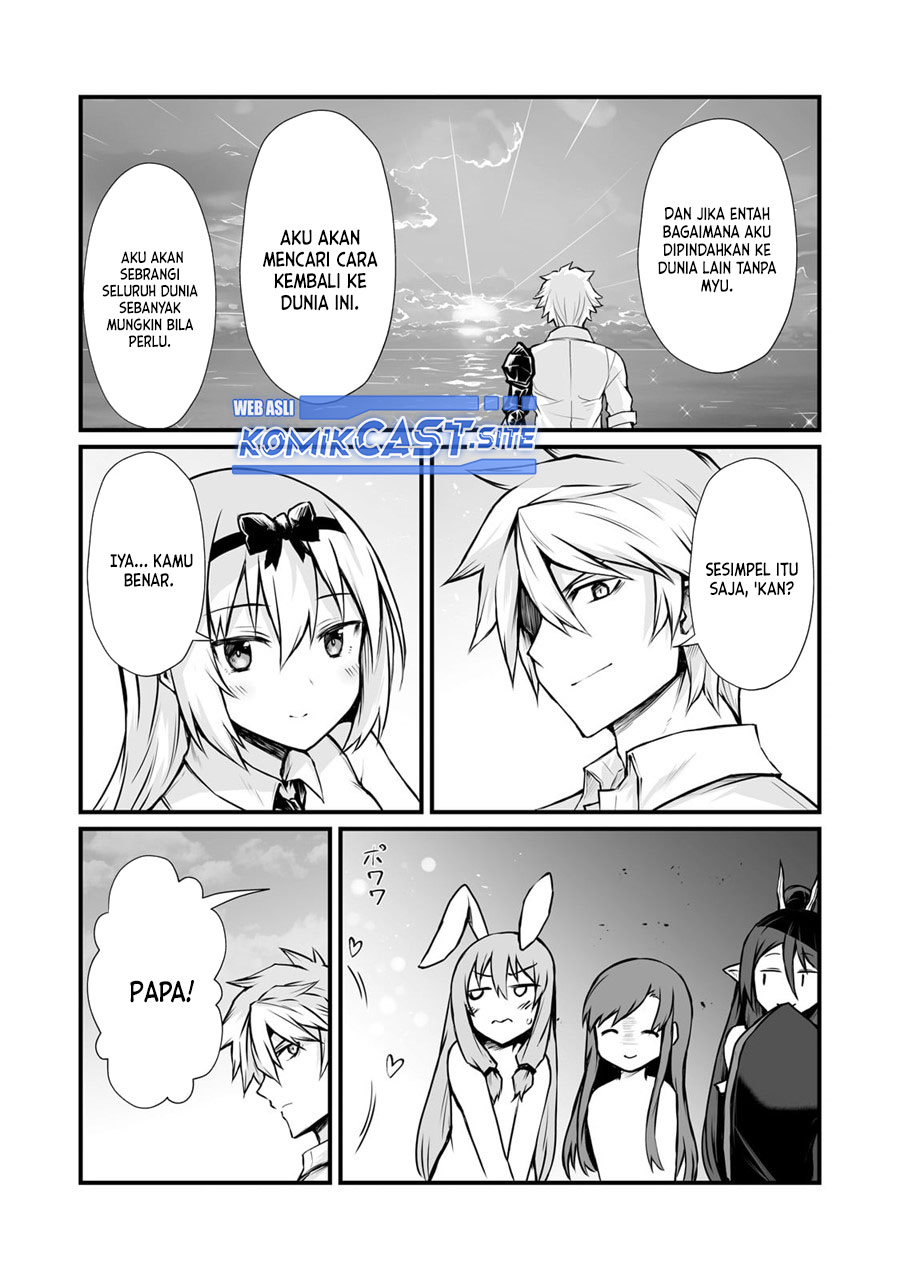 DAN JIKA ENTAH
BAGAIMANA AKU
DIPINDAHKAN KE
DUNIA LAIN TANPA
MYU.
AKU AKAN
MENCARI CARA
KEMBALI KE
DUNIA INI.
AKU AKAN
SEBRANGI
SELURUH DUNIA
SEBANYAK
MUNGKIN BILA
PERLU.
WEB ASLI
KOMIKCAST.SITE
SESIMPEL ITU
SAJA, 'KAN?
IYA... KAMU
BENAR.
ポワワ
PAPA!